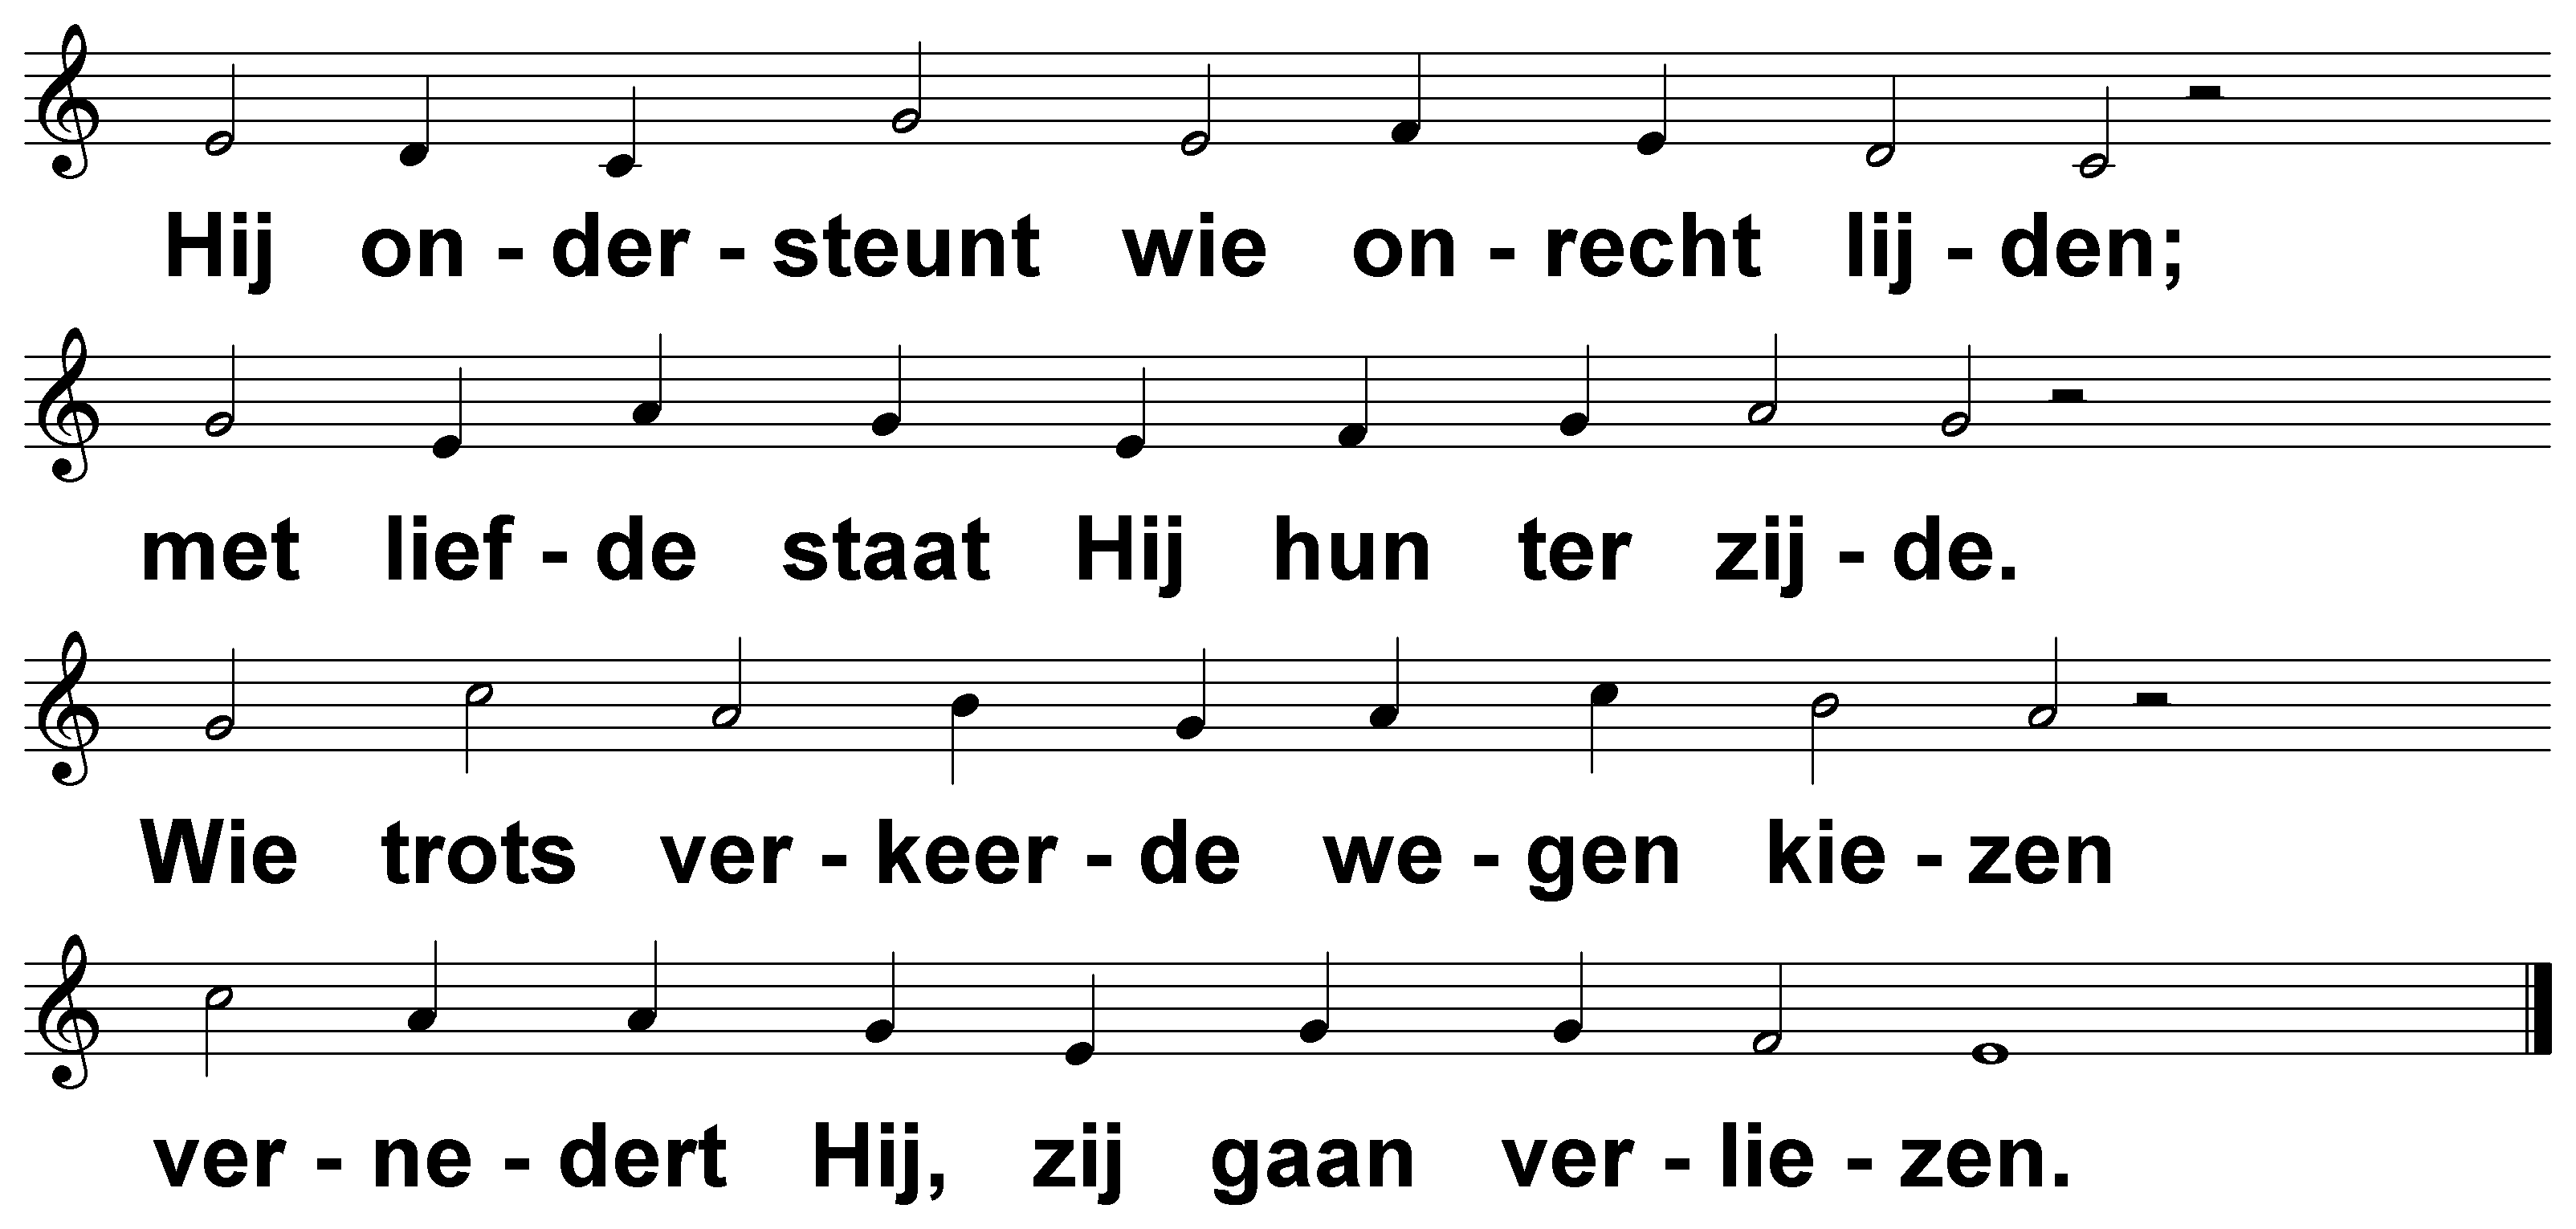 Hij on - der - steunt wie on - recht lij - den;
met lief - de staat Hij hun ter zij - de.
Wie trots ver - keer - de we - gen kie - zen
ver - ne - dert Hij, zij gaan ver - lie - zen.